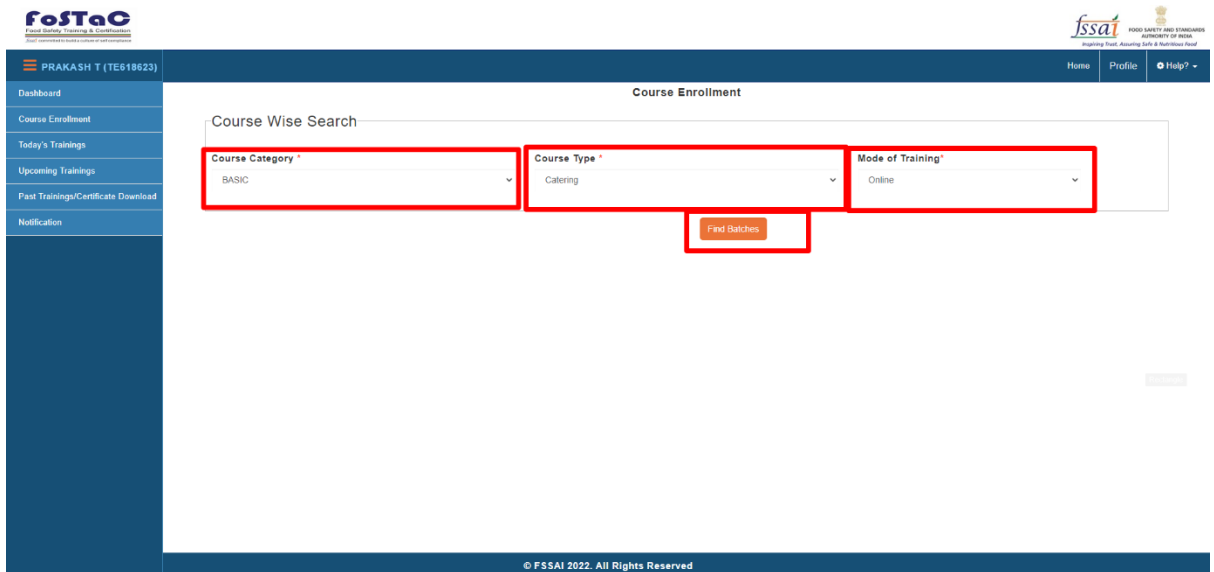 FoSTaC
Food Safety Training & Certification
fssai
FOOD SAFETY AND STANDARDS
AUTHORITY OF INDIA
Inspiring Trust, Assuring Safe & Nutritious Food
PRAKASH T (TE618623)
Home Profile Help?
Dashboard
Course Enrollment
Today's Trainings
Upcoming Trainings
Past Trainings/Certificate Download
Notification
Course Enrollment
Course Wise Search
Course Category * Course Type * Mode of Training*
BASIC Catering Online
Find Batches
© FSSAI 2022. All Rights Reserved